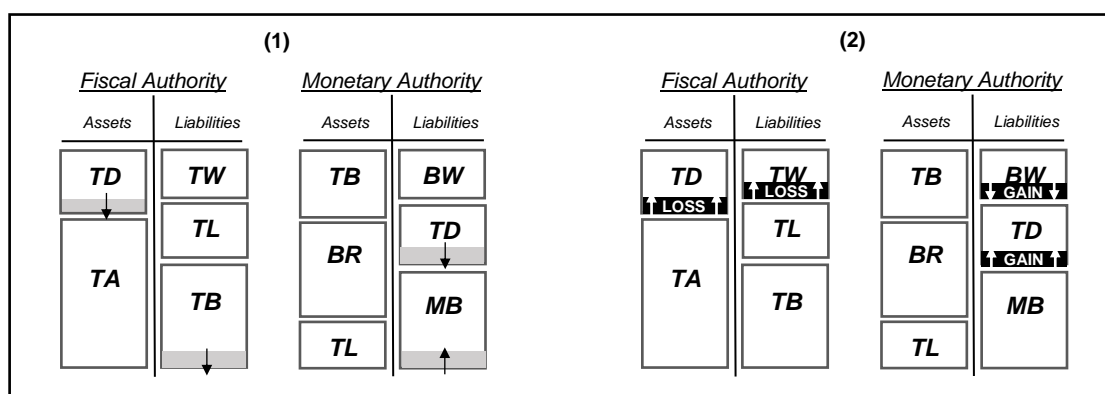 (1)
Fiscal Authority Monetary Authority
Assets Liabilities Assets Liabilities
TD TW TB BW
TL TD
TA BR
TB MB
TL
(2)
Fiscal Authority Monetary Authority
Assets Liabilities Assets Liabilities
TD TW TB BW
LOSS LOSS GAIN
TL TD
TA BR GAIN
TB MB
TL